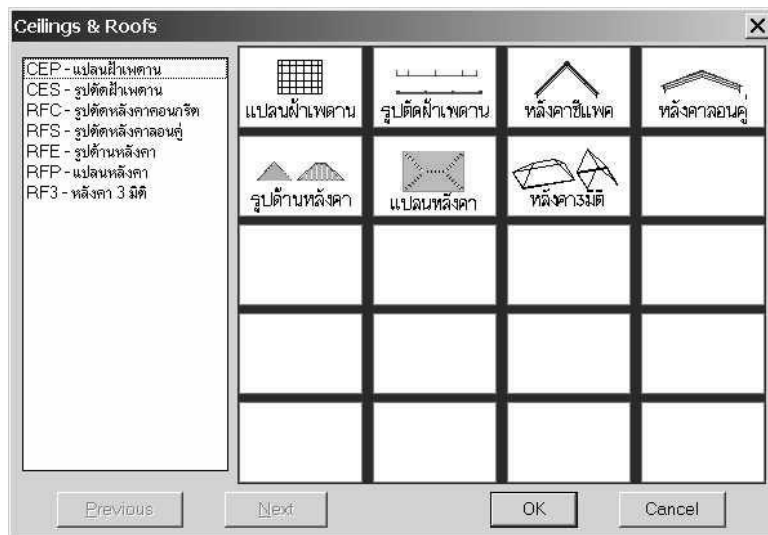 Ceilings & Roofs
CEP - แปลนฝ้าเพดาน
CES - รูปตัดฝ้าเพดาน
RFC - รูปตัดหลังคาคอนกรีต
RFS - รูปตัดหลังคาลอนคู่
RFE - รูปด้านหลังคา
RFP - แปลนหลังคา
RF3 - หลังคา 3 มิติ
แปลนฝ้าเพดาน รูปตัดฝ้าเพดาน หลังคาซีแพค หลังคาลอนคู่
รูปด้านหลังคา แปลนหลังคา หลังคา3มิติ
Previous Next OK Cancel